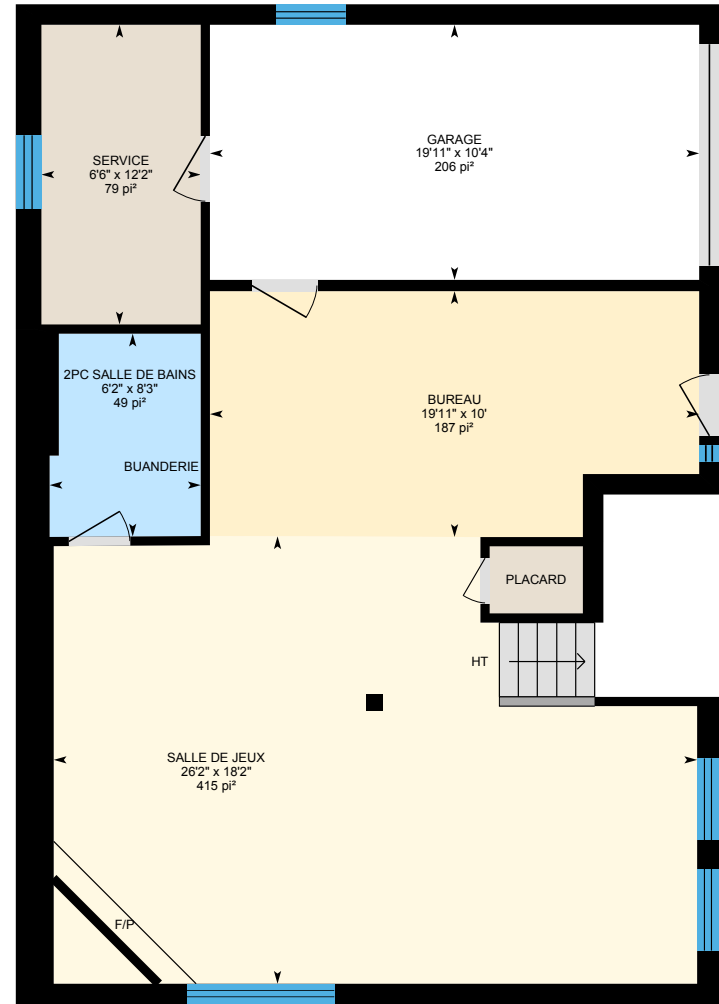 GARAGE
19'11" x 10'4"
206 pi²
SERVICE
6'6" x 12'2"
79 pi²
2PC SALLE DE BAINS
6'2" x 8'3"
49 pi²
BUREAU
19'11" x 10'
187 pi²
BUANDERIE
PLACARD
HT
SALLE DE JEUX
26'2" x 18'2"
415 pi²
F/P